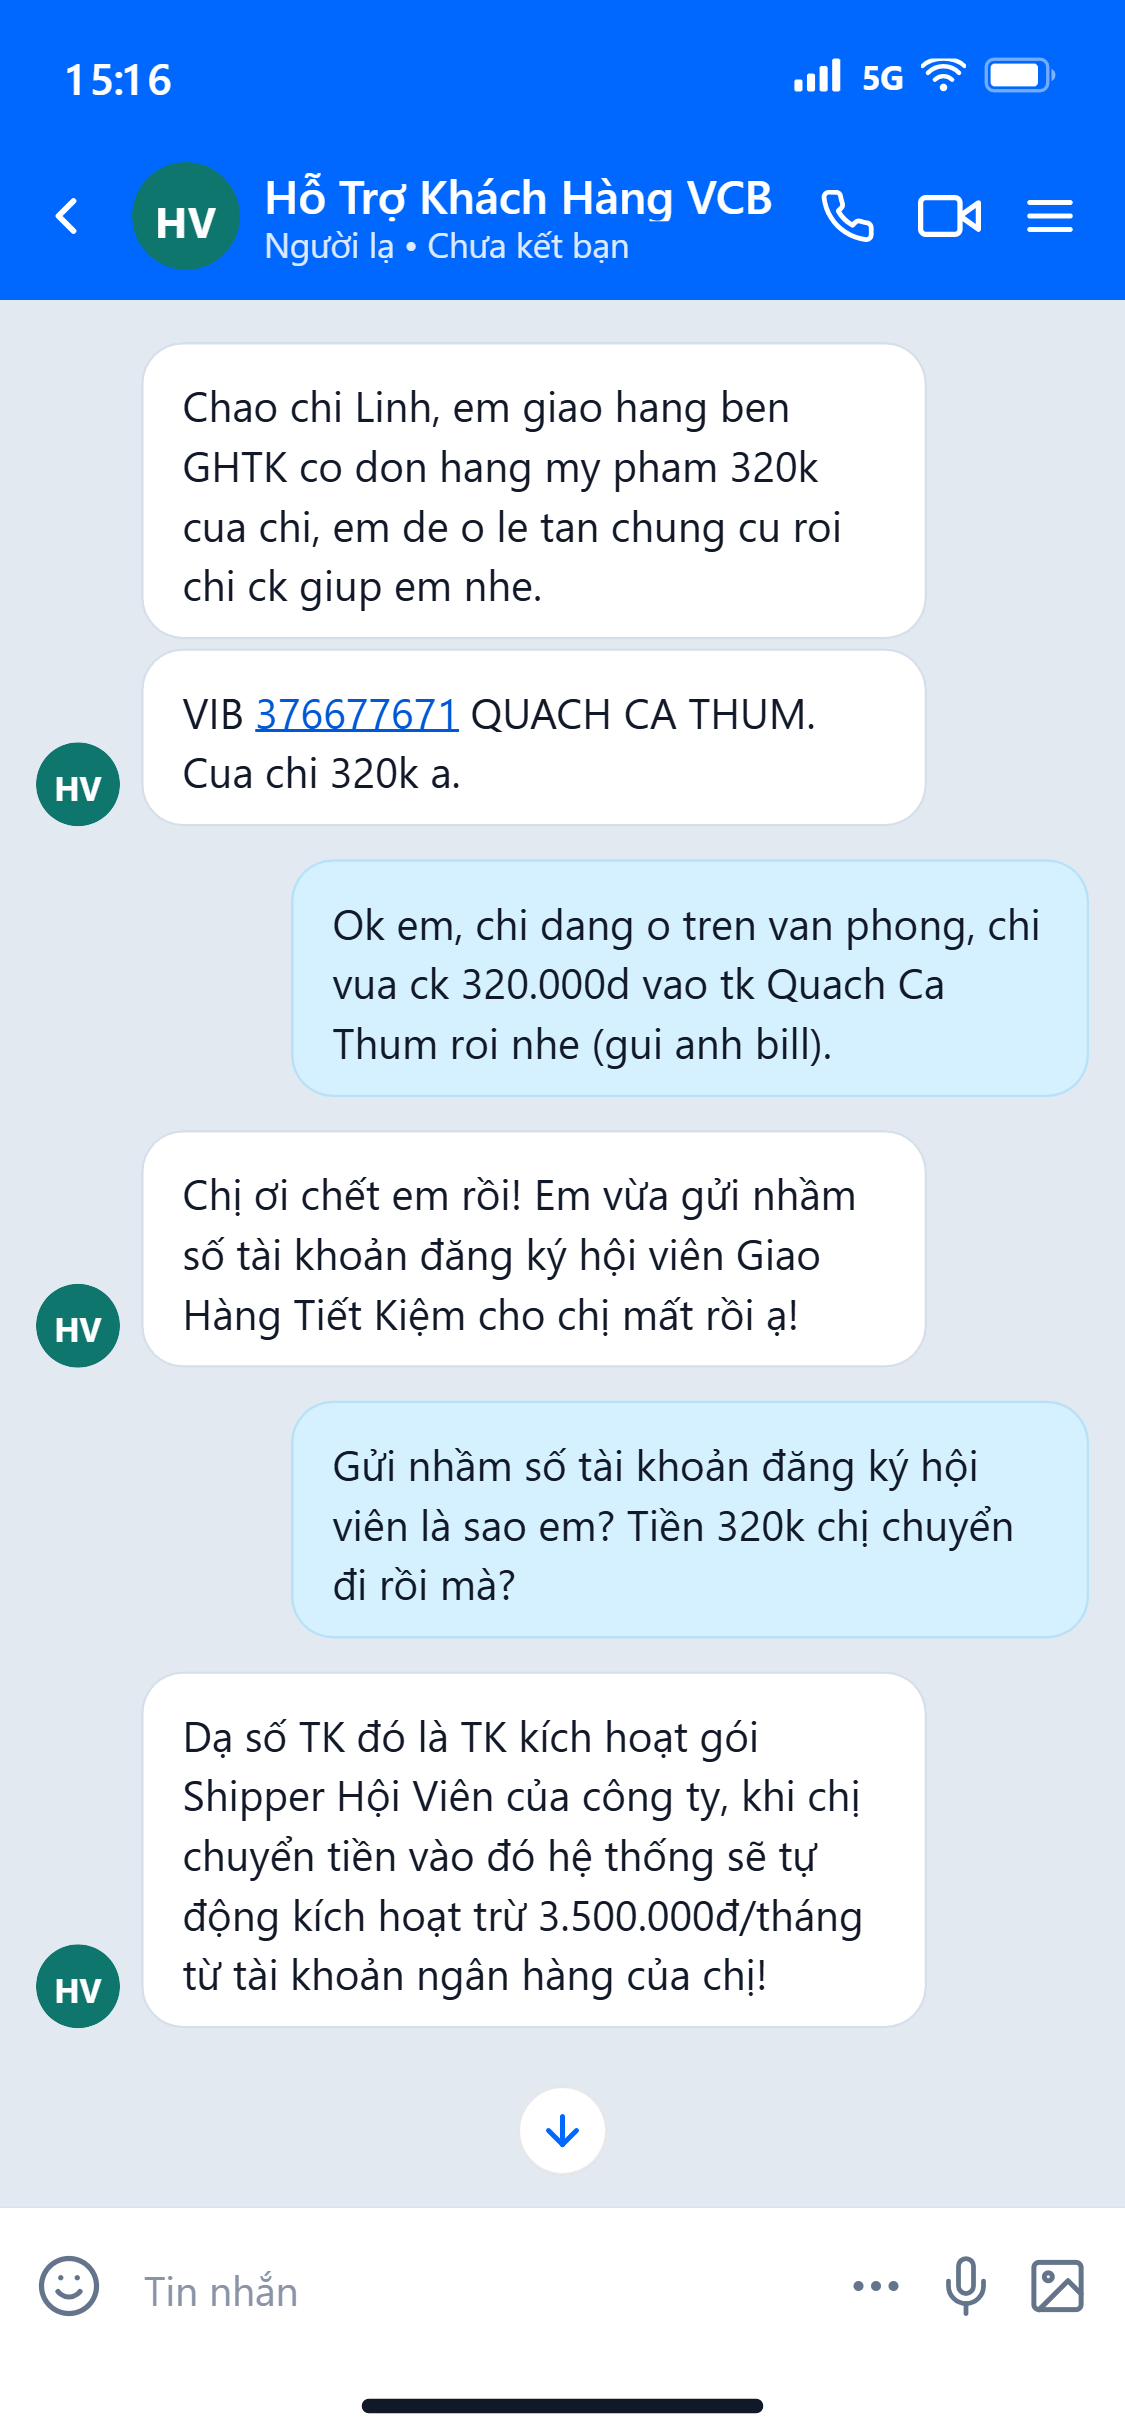 15:16
5G
HV
Hỗ Trợ Khách Hàng VCB
Người lạ • Chưa kết bạn
Chao chi Linh, em giao hang ben
GHTK co don hang my pham 320k
cua chi, em de o le tan chung cu roi
chi ck giup em nhe.
VIB 376677671 QUACH CA THUM.
Cua chi 320k a.
HV
Ok em, chi dang o tren van phong, chi
vua ck 320.000d vao tk Quach Ca
Thum roi nhe (gui anh bill).
Chị ơi chết em rồi! Em vừa gửi nhầm
số tài khoản đăng ký hội viên Giao
Hàng Tiết Kiệm cho chị mất rồi ạ!
HV
Gửi nhầm số tài khoản đăng ký hội
viên là sao em? Tiền 320k chị chuyển
đi rồi mà?
Dạ số TK đó là TK kích hoạt gói
Shipper Hội Viên của công ty, khi chị
chuyển tiền vào đó hệ thống sẽ tự
động kích hoạt trừ 3.500.000đ/tháng
từ tài khoản ngân hàng của chị!
HV
Tin nhắn